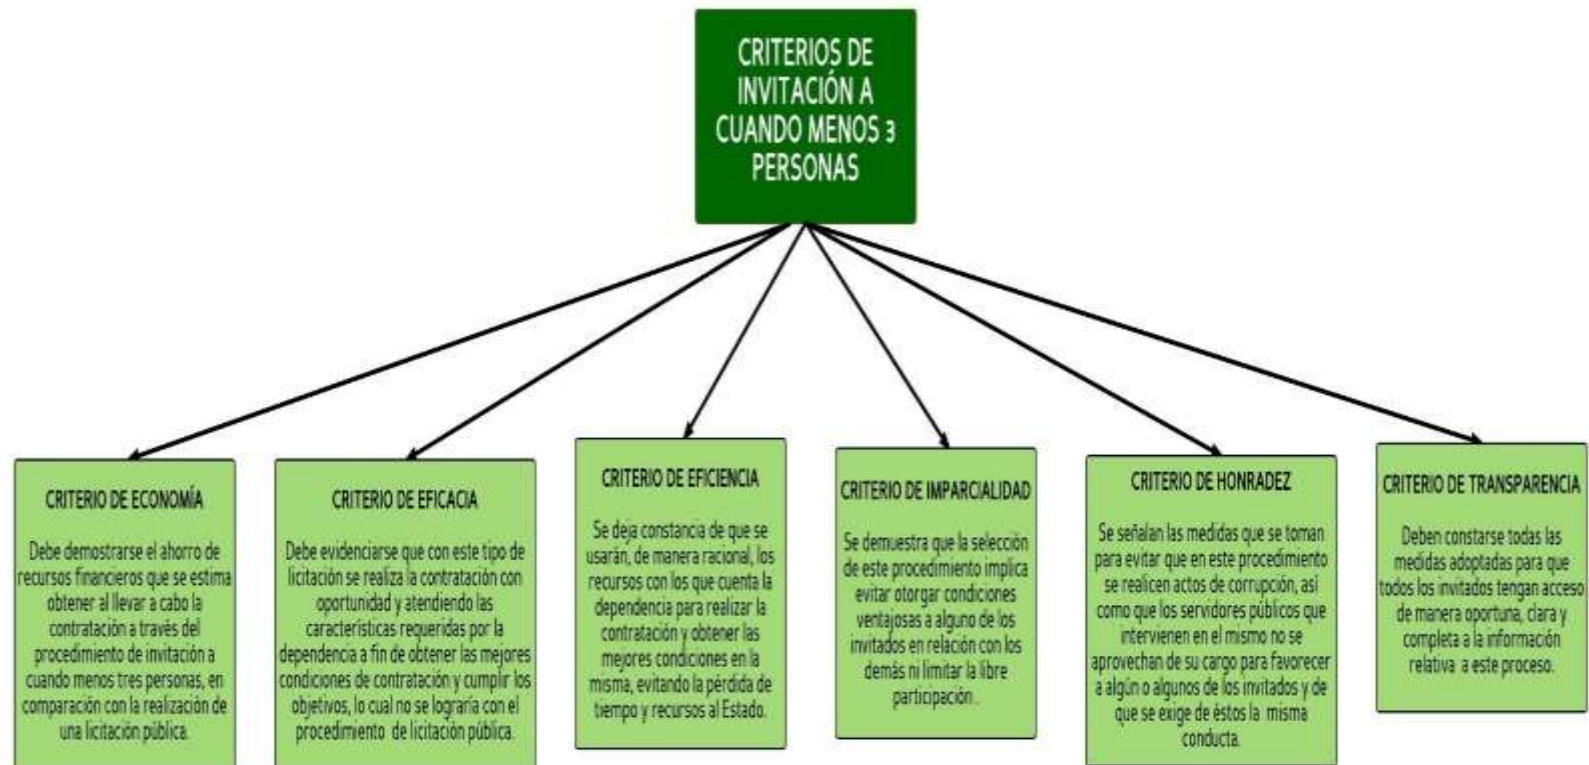 CRITERIOS DE
INVITACIÓN A
CUANDO MENOS 3
PERSONAS
CRITERIO DE ECONOMÍA
Debe demostrarse el ahorro de
recursos financieros que se estima
obtener al llevar a cabo la
contratación a través del
procedimiento de invitación a
cuando menos tres personas, en
comparación con la realización de
una licitación pública.
CRITERIO DE EFICACIA
Debe evidenciarse que con este tipo de
licitación se realiza la contratación con
oportunidad y atendiendo las
características requeridas por la
dependencia a fin de obtener las mejores
condiciones de contratación y cumplir los
objetivos, lo cual no se lograría con el
procedimiento de licitación pública.
CRITERIO DE EFICIENCIA
Se deja constancia de que se
usarán, de manera racional, los
recursos con los que cuenta la
dependencia para realizar la
contratación y obtener las
mejores condiciones en la
misma, evitando la pérdida de
tiempo y recursos al Estado.
CRITERIO DE IMPARCIALIDAD
Se demuestra que la selección
de este procedimiento implica
evitar otorgar condiciones
ventajosas a alguno de los
invitados en relación con los
demás ni limitar la libre
participación .
CRITERIO DE HONRADEZ
Se señalan las medidas que se toman
para evitar que en este procedimiento
se realicen actos de corrupción, así
como que los servidores públicos que
intervienen en el mismo no se
aprovechan de su cargo para favorecer
a algún o algunos de los invitados y de
que se exige de éstos la misma
conducta.
CRITERIO DE TRANSPARENCIA
Deben constarse todas las
medidas adoptadas para que
todos los invitados tengan acceso
de manera oportuna, clara y
completa a la información
relativa a este proceso.